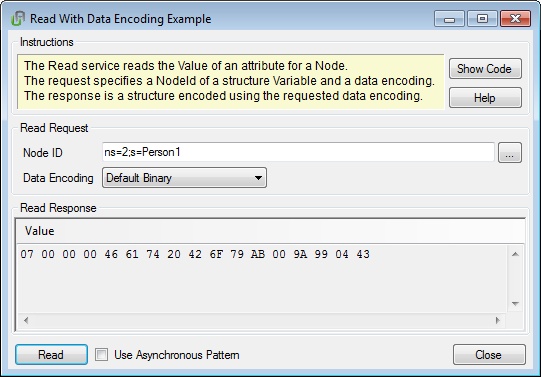 Read With Data Encoding Example
Instructions
The Read service reads the Value of an attribute for a Node.
The request specifies a NodeId of a structure Variable and a data encoding.
The response is a structure encoded using the requested data encoding.
Show Code
Help
Read Request
Node ID
ns=2;s=Person1
...
Data Encoding
Default Binary
Read Response
Value
07 00 00 00 46 61 74 20 42 6F 79 AB 00 9A 99 04 43
Read
Use Asynchronous Pattern
Close